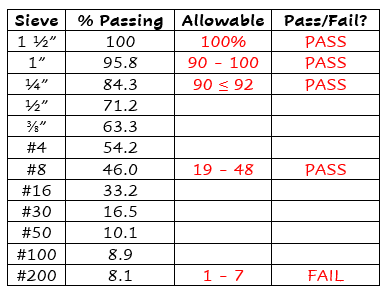 Sieve % Passing Allowable Pass/Fail?
1 ½” 100 100% PASS
1” 95.8 90 – 100 PASS
¼” 84.3 90 ≤ 92 PASS
½” 71.2
⅜” 63.3
#4 54.2
#8 46.0 19 – 48 PASS
#16 33.2
#30 16.5
#50 10.1
#100 8.9
#200 8.1 1 – 7 FAIL